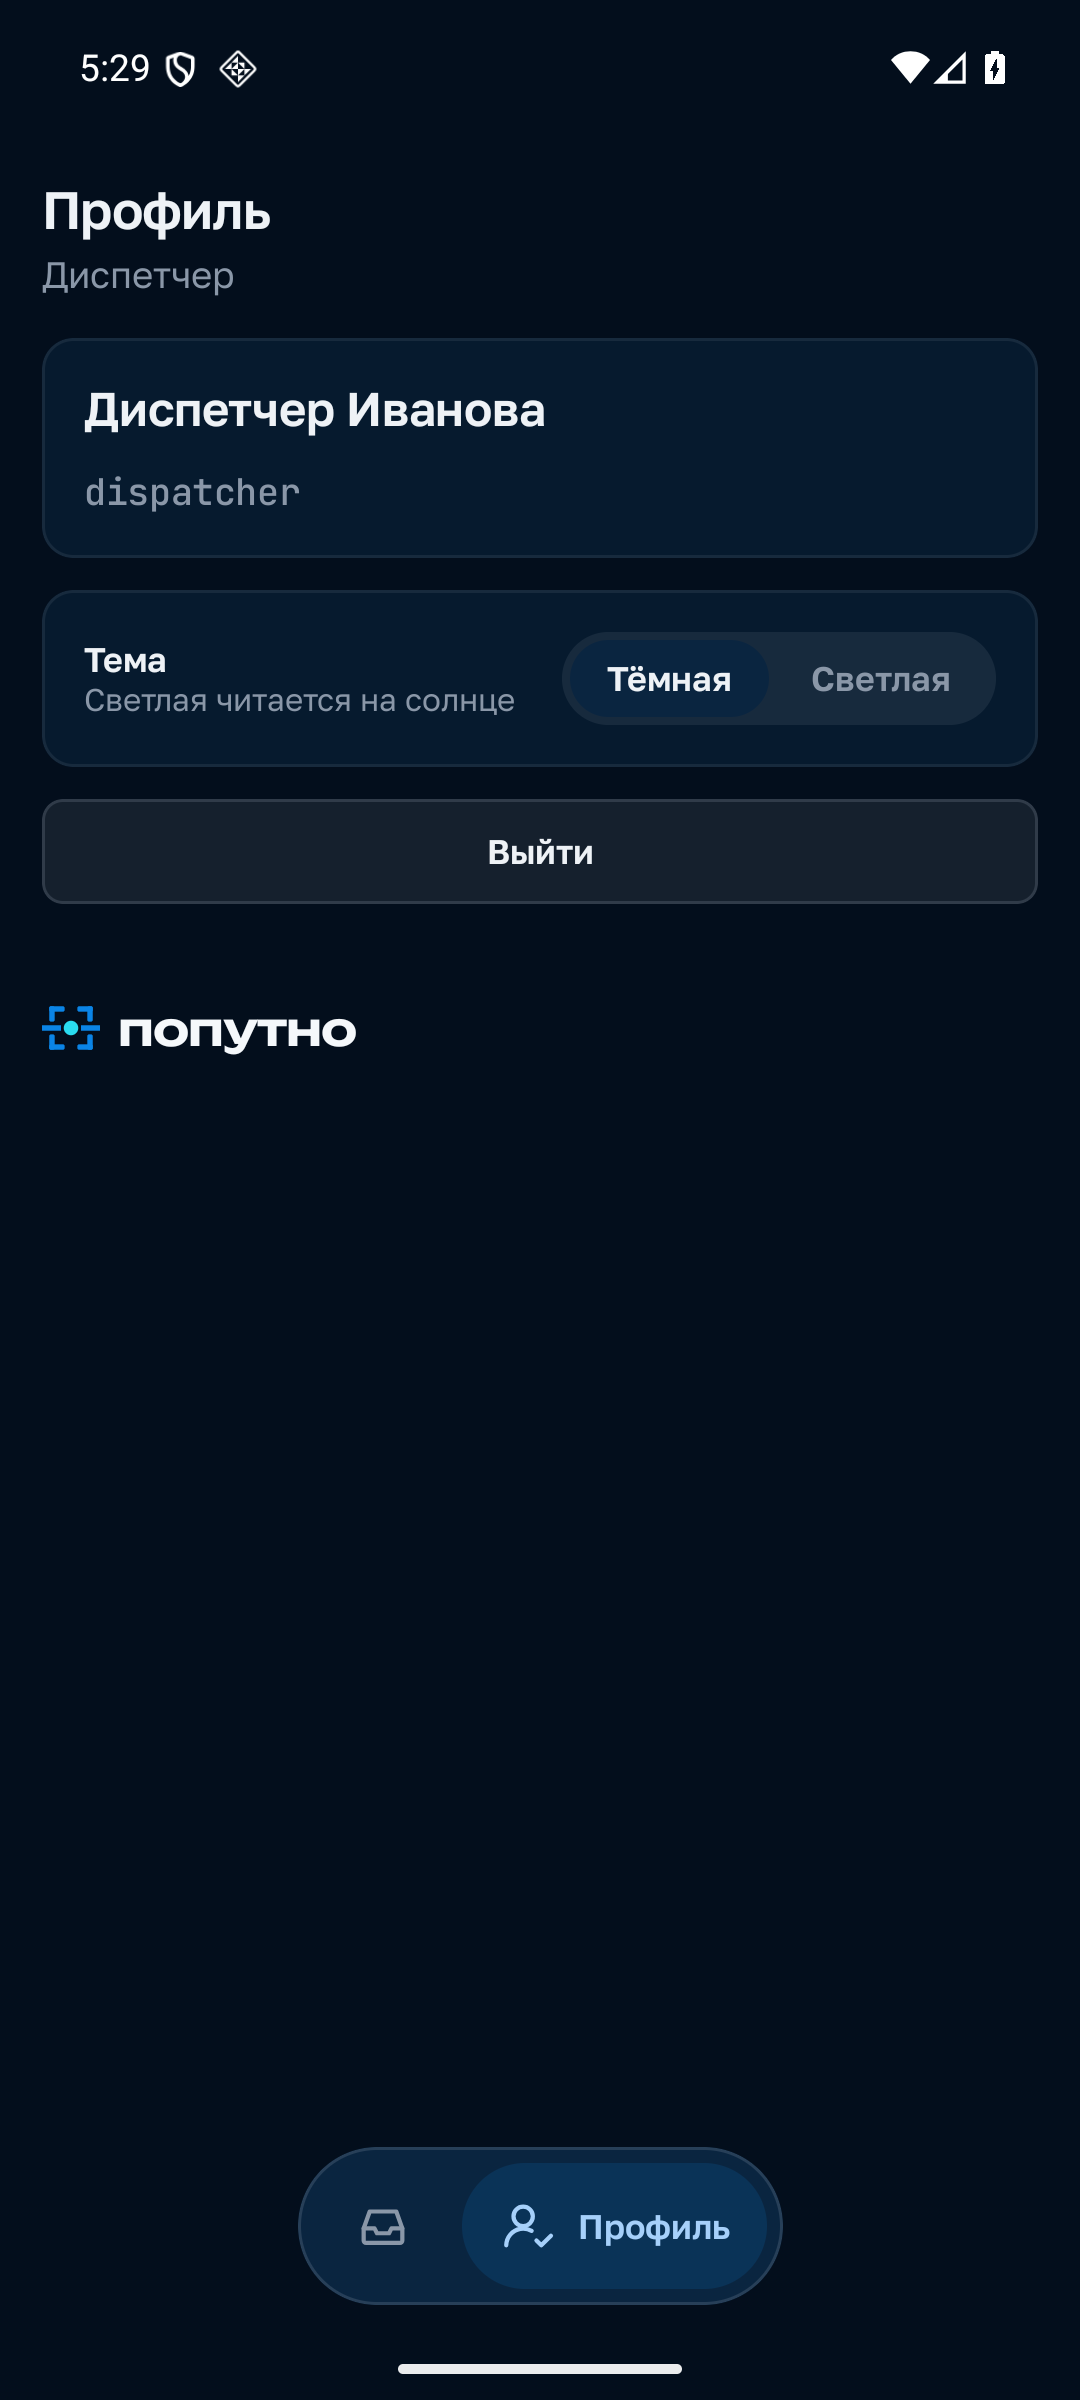 5:29
Профиль
Диспетчер
Диспетчер Иванова
dispatcher
Тема
Светлая читается на солнце
Тёмная
Светлая
Выйти
попутно
Профиль